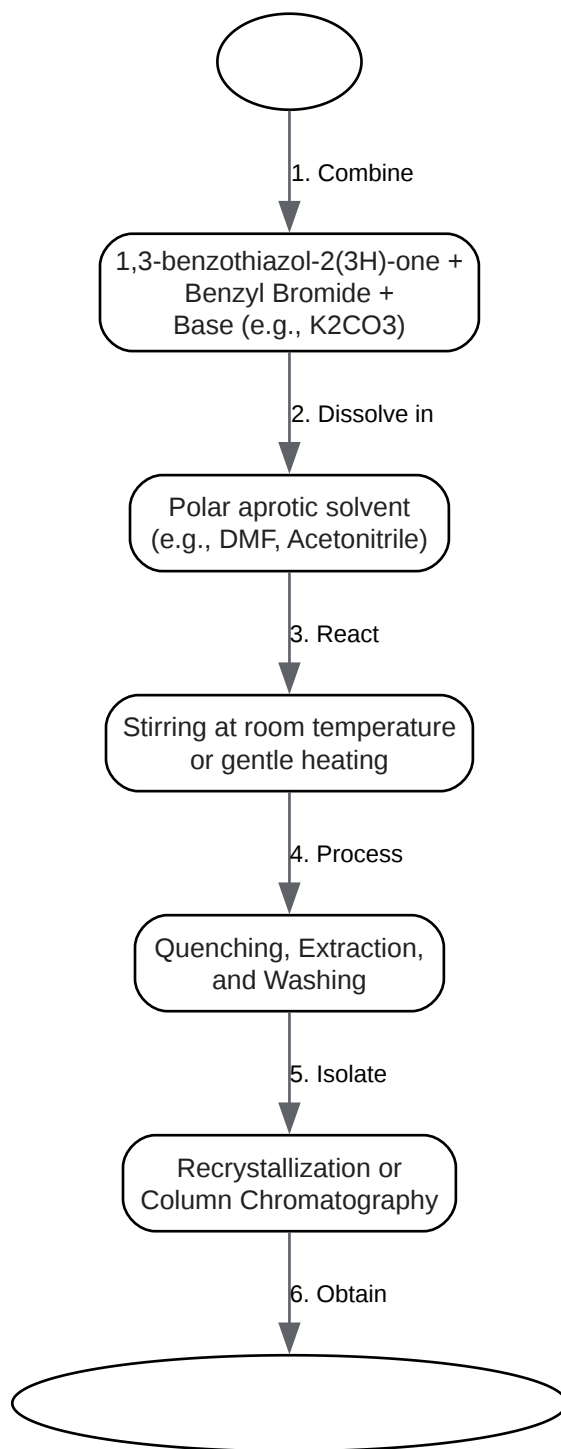 1. Combine
1,3-benzothiazol-2(3H)-one +
Benzyl Bromide +
Base (e.g., K2CO3)
2. Dissolve in
Polar aprotic solvent
(e.g., DMF, Acetonitrile)
3. React
Stirring at room temperature
or gentle heating
4. Process
Quenching, Extraction,
and Washing
5. Isolate
Recrystallization or
Column Chromatography
6. Obtain